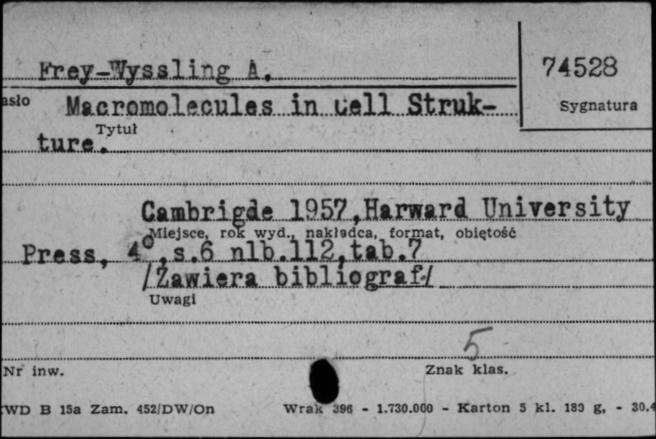 Frey-Wyssling A.
74528
asło
Macromolecules in Cell Struk-
Sygnatura
Tytuł
ture.
Cambrigde 1957,Harward University
Miejsce, rok wyd., nakładca, format, obiętość
Press, 4°,s.6 nlb.112,tab.7
/Zawiera bibliograf./
Uwagi
5
Nr inw.
Znak klas.
WD B 15a Zam. 452/DW/On
Wrak 396 - 1.730.000 - Karton 5 kl. 180 g, - 30.4